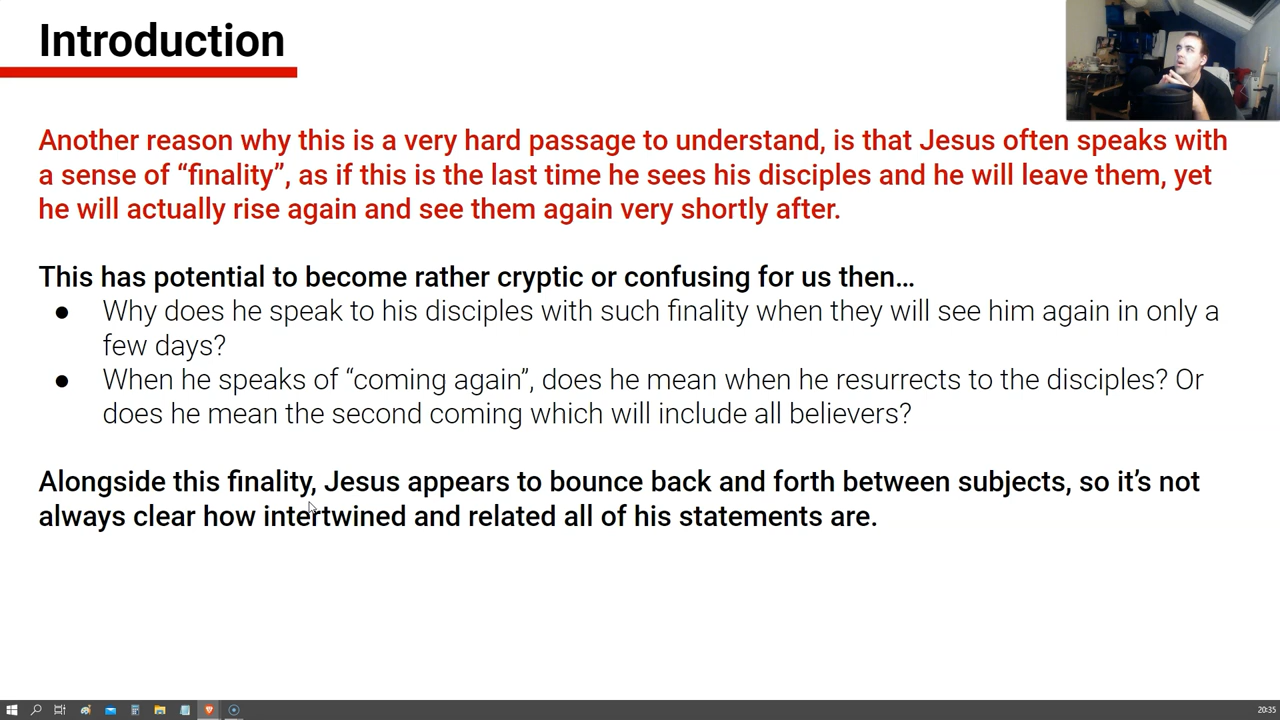 Introduction
Another reason why this is a very hard passage to understand, is that Jesus often speaks with
a sense of “finality”, as if this is the last time he sees his disciples and he will leave them, yet
he will actually rise again and see them again very shortly after.
This has potential to become rather cryptic or confusing for us then…
● Why does he speak to his disciples with such finality when they will see him again in only a
few days?
● When he speaks of “coming again”, does he mean when he resurrects to the disciples? Or
does he mean the second coming which will include all believers?
Alongside this finality, Jesus appears to bounce back and forth between subjects, so it’s not
always clear how intertwined and related all of his statements are.
20:35